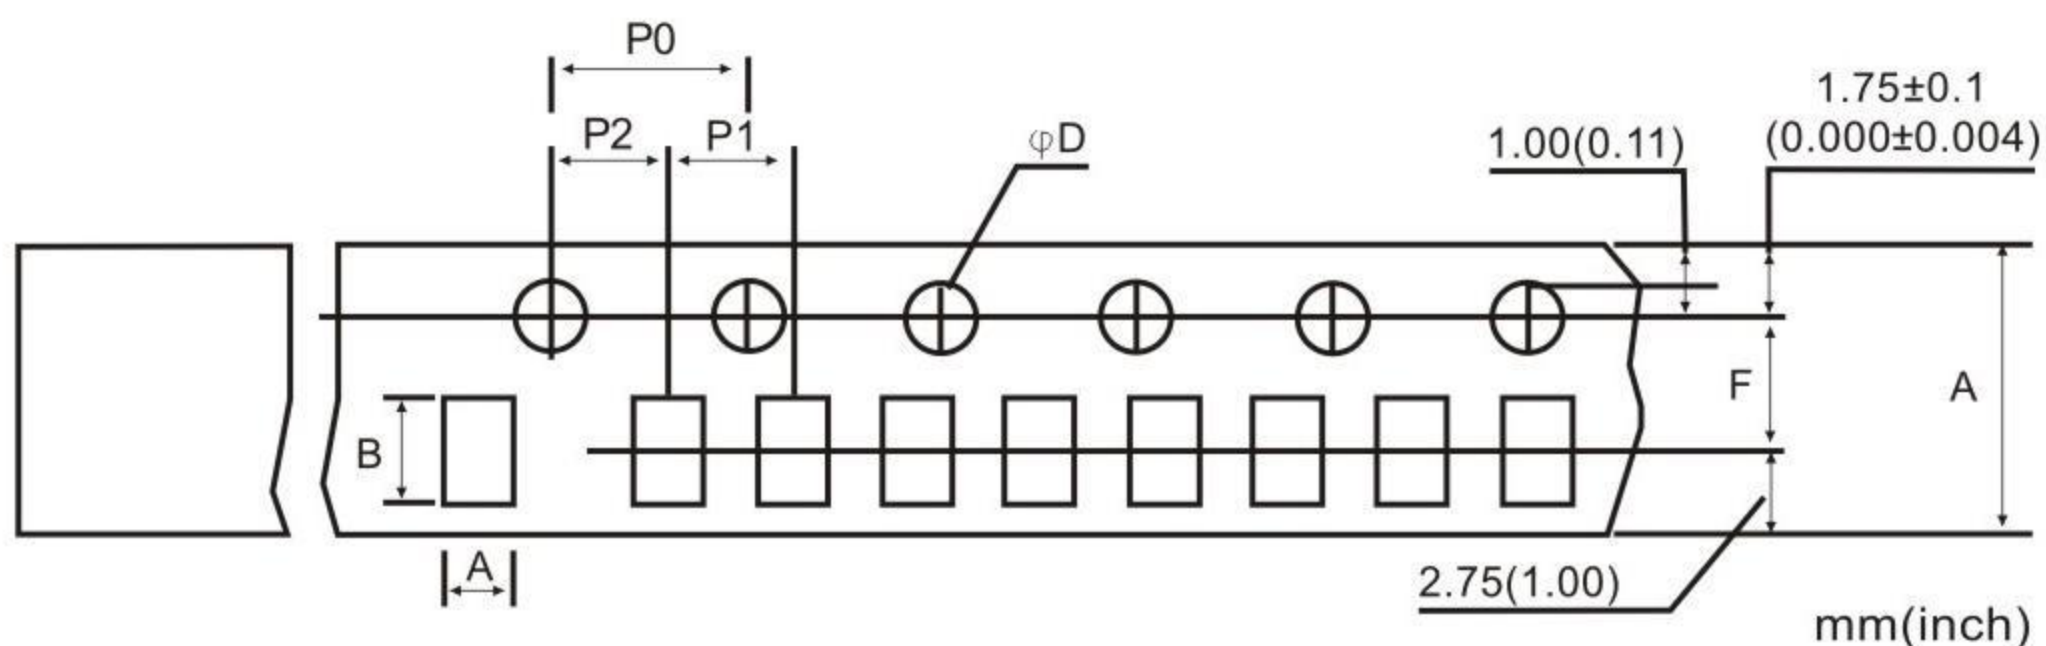 P0
P2
P1
φD
1.00(0.11)
1.75±0.1
(0.000±0.004)
B
F
A
A
2.75(1.00)
mm(inch)